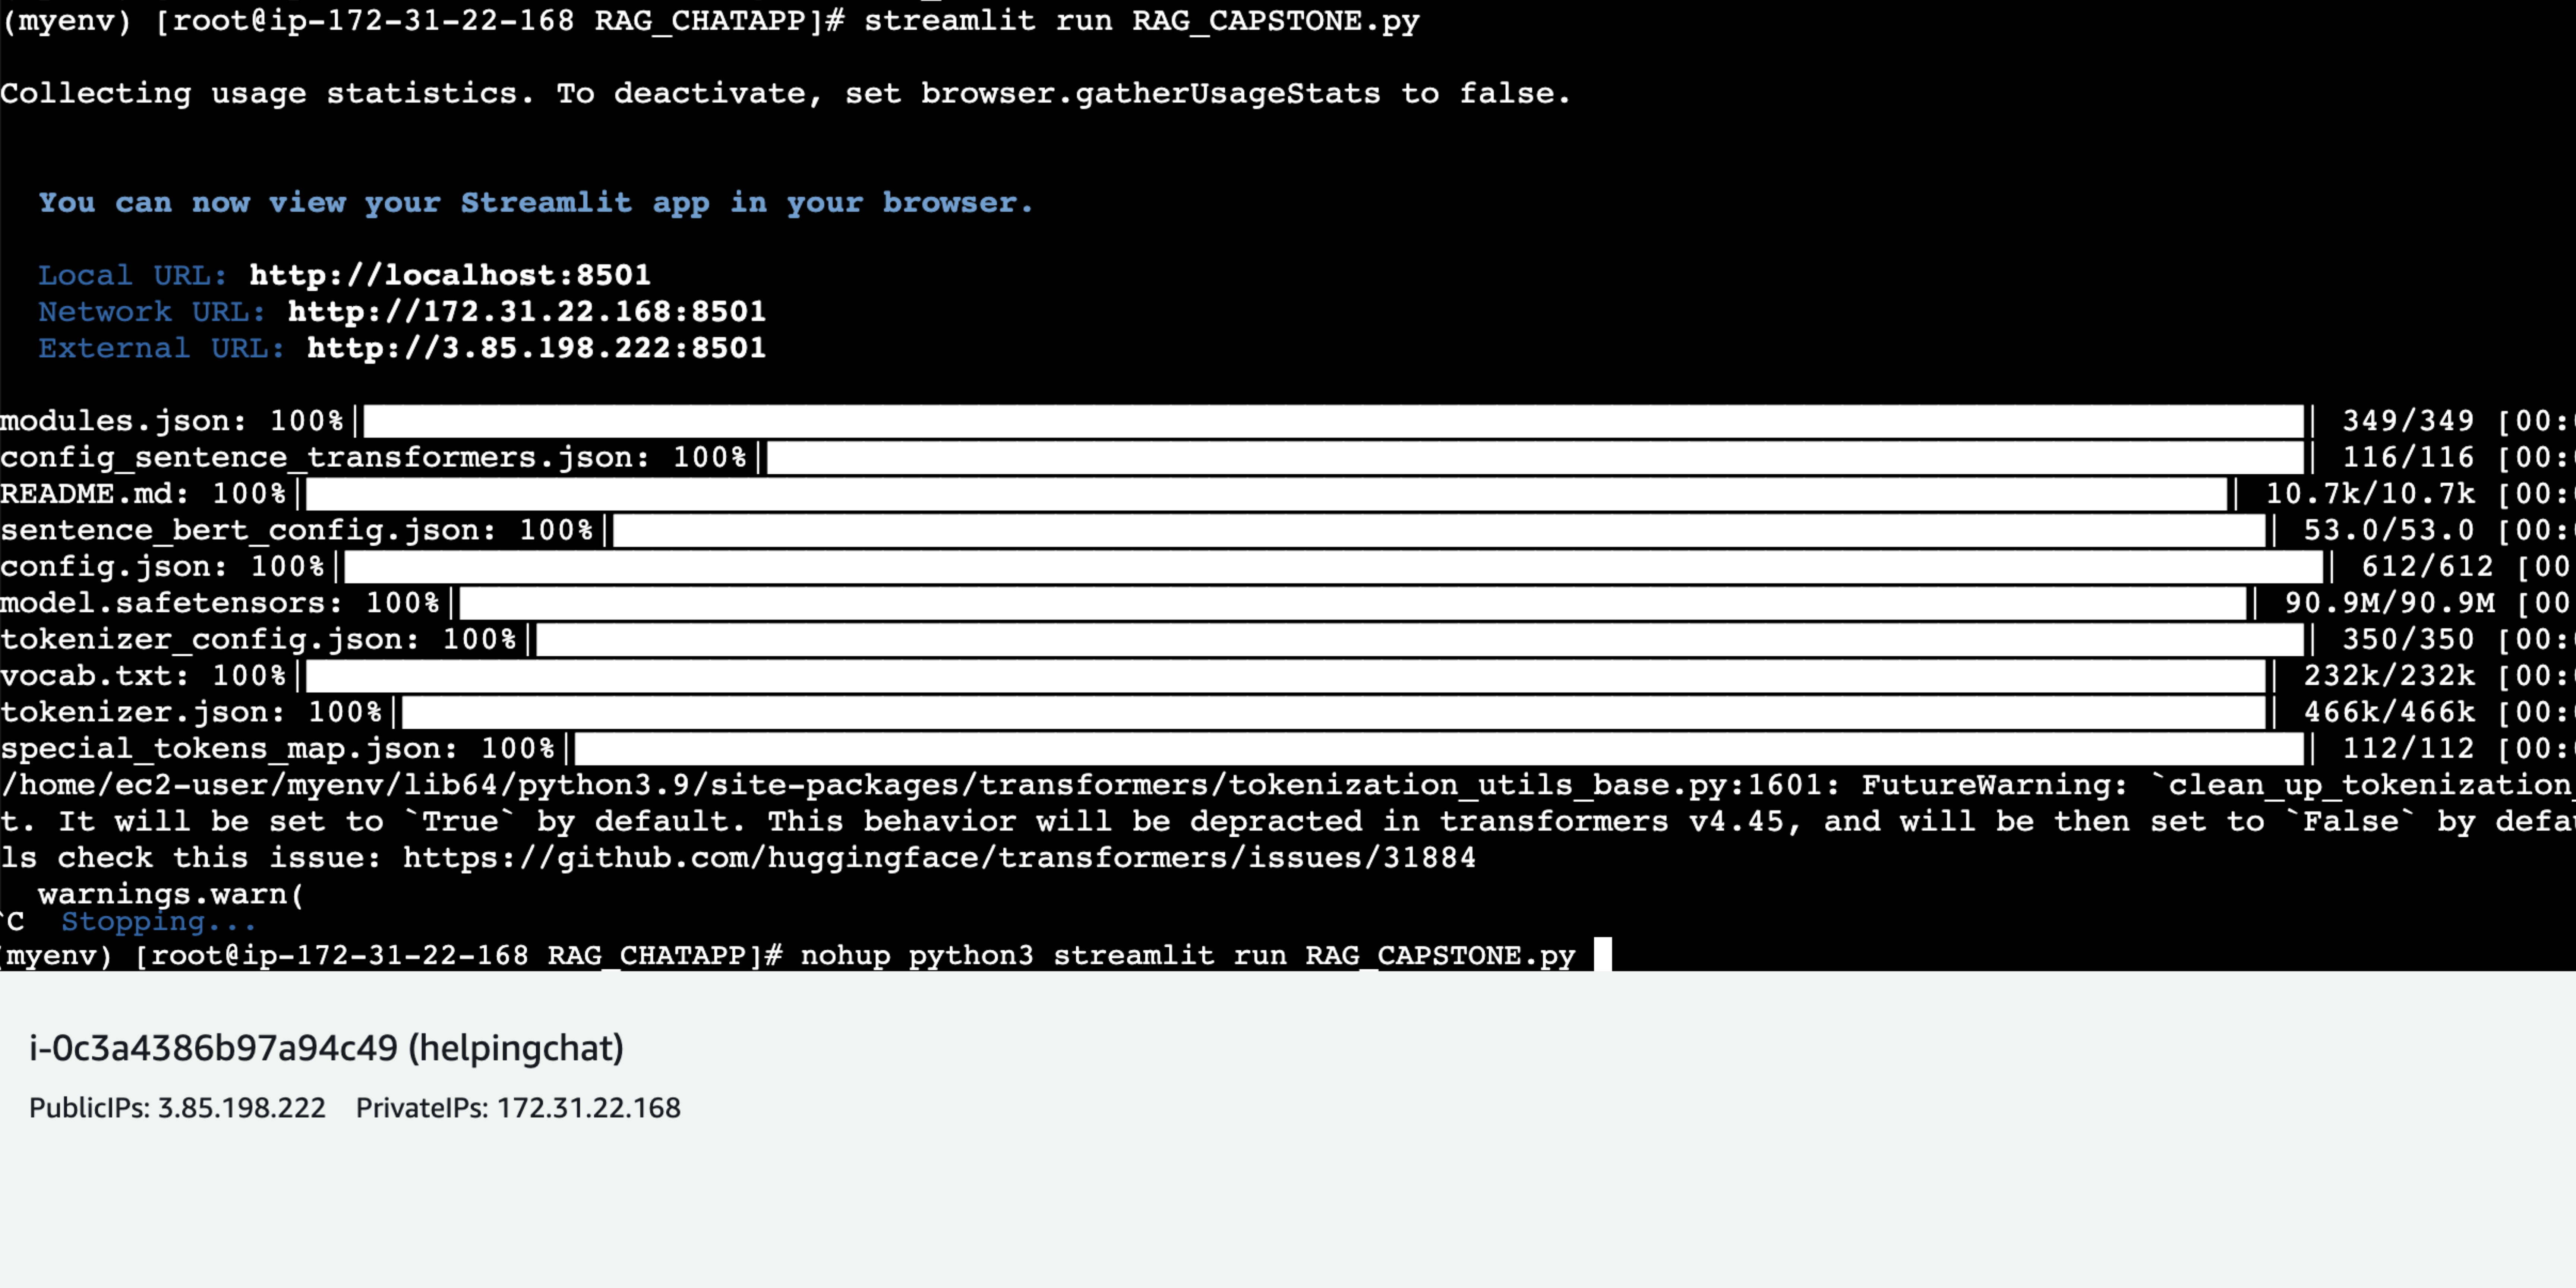 (myenv) [root@ip-172-31-22-168 RAG_CHATAPP]# streamlit run RAG_CAPSTONE.py
Collecting usage statistics. To deactivate, set browser.gatherUsageStats to false.
You can now view your Streamlit app in your browser.
Local URL: http://localhost:8501
Network URL: http://172.31.22.168:8501
External URL: http://3.85.198.222:8501
modules.json: 100%| | 349/349 [00:
config_sentence_transformers.json: 100%| | 116/116 [00:
README.md: 100%| | 10.7k/10.7k [00:
sentence_bert_config.json: 100%| | 53.0/53.0 [00:
config.json: 100%| | 612/612 [00
model.safetensors: 100%| | 90.9M/90.9M [00
tokenizer_config.json: 100%| | 350/350 [00:
vocab.txt: 100%| | 232k/232k [00:
tokenizer.json: 100%| | 466k/466k [00:
special_tokens_map.json: 100%| | 112/112 [00:
/home/ec2-user/myenv/lib64/python3.9/site-packages/transformers/tokenization_utils_base.py:1601: FutureWarning: `clean_up_tokenization
t. It will be set to `True` by default. This behavior will be depracted in transformers v4.45, and will be then set to `False` by defau
ls check this issue: https://github.com/huggingface/transformers/issues/31884
warnings.warn(
^C Stopping...
(myenv) [root@ip-172-31-22-168 RAG_CHATAPP]# nohup python3 streamlit run RAG_CAPSTONE.py
i-0c3a4386b97a94c49 (helpingchat)
PublicIPs: 3.85.198.222 PrivateIPs: 172.31.22.168